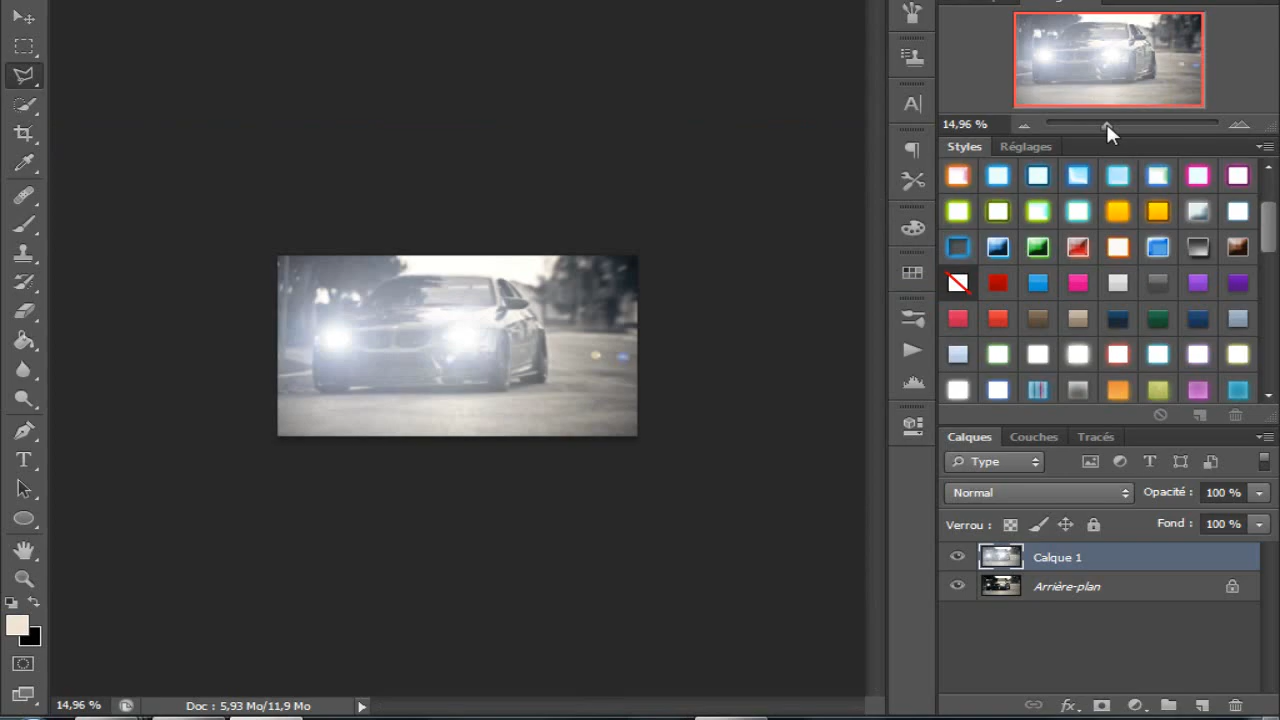 14,96 %
Styles
Réglages
Calques
Couches
Tracés
Type
Normal
Opacité :
100 %
Verrou :
Fond :
100 %
Calque 1
Arrière-plan
fx
14,96 %
Doc : 5,93 Mo/11,9 Mo